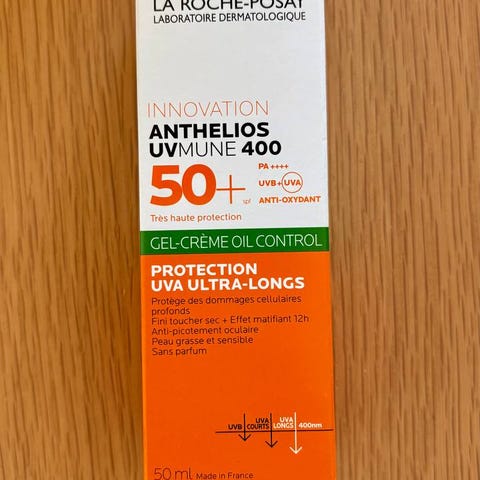 LA ROCHE-POSAY
LABORATOIRE DERMATOLOGIQUE
INNOVATION
ANTHELIOS
UVMUNE 400
50+ spf
PA ++++
UVB+UVA
ANTI-OXYDANT
Très haute protection
GEL-CRÈME OIL CONTROL
PROTECTION
UVA ULTRA-LONGS
Protège des dommages cellulaires
profonds
Fini toucher sec + Effet matifiant 12h
Anti-picotement oculaire
Peau grasse et sensible
Sans parfum
UVB
UVA COURTS
UVA LONGS
400nm
50 ml Made in France